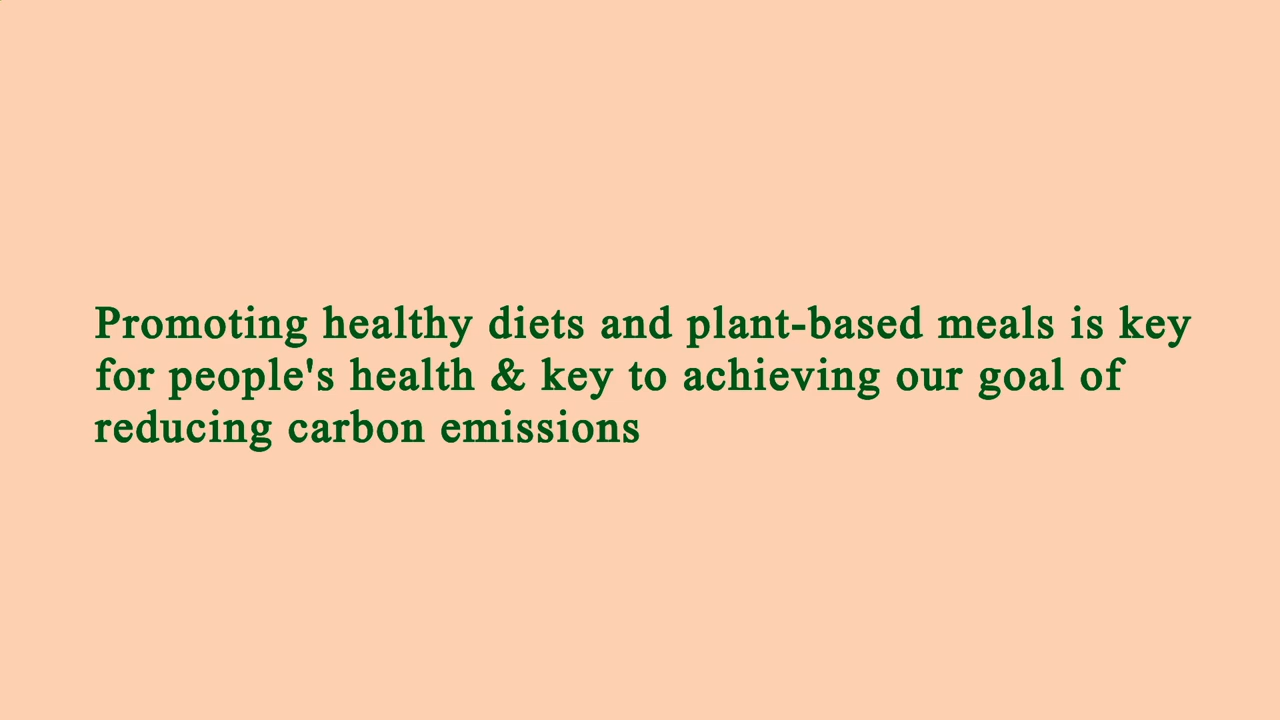 Promoting healthy diets and plant-based meals is key
for people's health & key to achieving our goal of
reducing carbon emissions